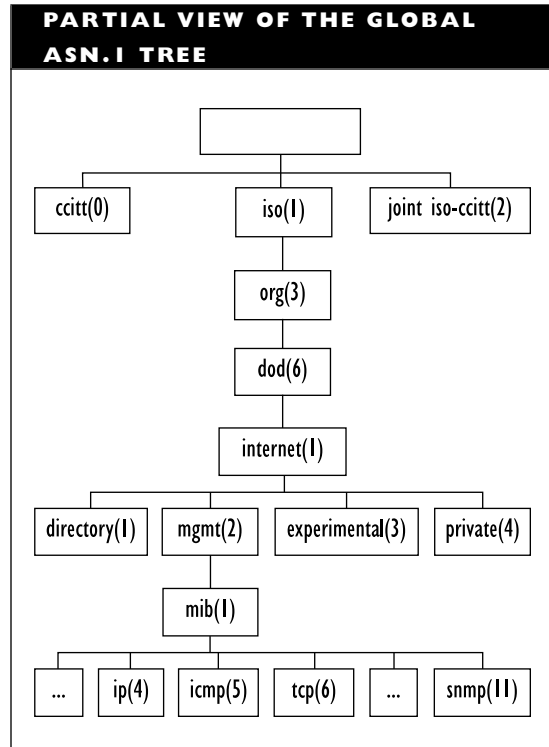 PARTIAL VIEW OF THE GLOBAL
ASN.1 TREE
ccitt(0) iso(1) joint iso-ccitt(2)
org(3)
dod(6)
internet(1)
directory(1) mgmt(2) experimental(3) private(4)
mib(1)
... ip(4) icmp(5) tcp(6) ... snmp(11)